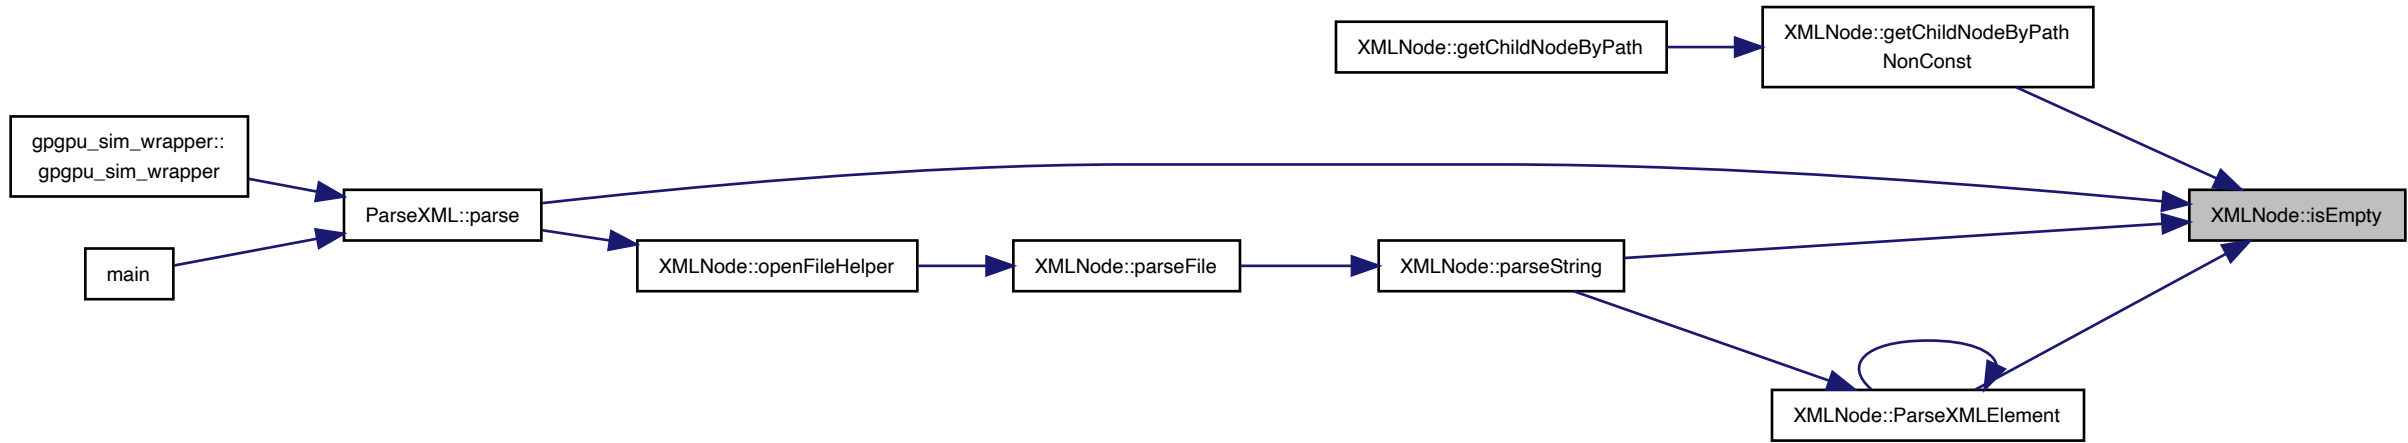 XMLNode::getChildNodeByPath
XMLNode::getChildNodeByPath
NonConst
gpgpu_sim_wrapper::
gpgpu_sim_wrapper
ParseXML::parse
XMLNode::isEmpty
main
XMLNode::openFileHelper
XMLNode::parseFile
XMLNode::parseString
XMLNode::ParseXMLElement